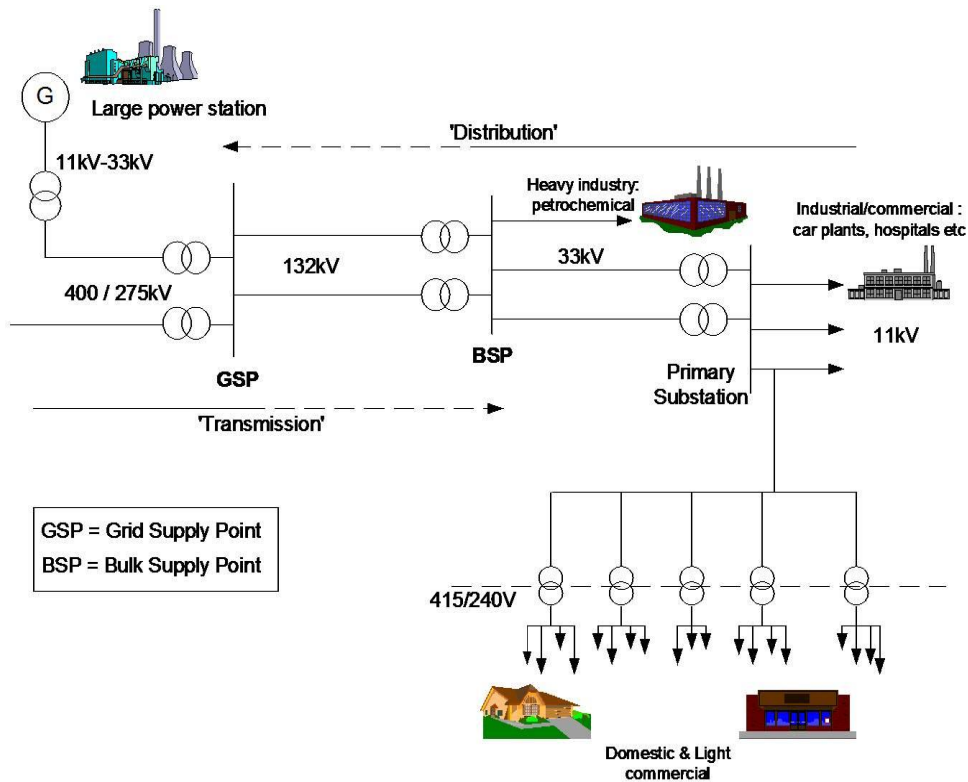 G
Large power station
'Distribution'
11kV-33kV
Heavy industry:
petrochemical
Industrial/commercial :
car plants, hospitals etc
132kV
33kV
400 / 275kV
11kV
GSP
BSP
Primary
Substation
'Transmission'
GSP = Grid Supply Point
BSP = Bulk Supply Point
415/240V
Domestic & Light
commercial